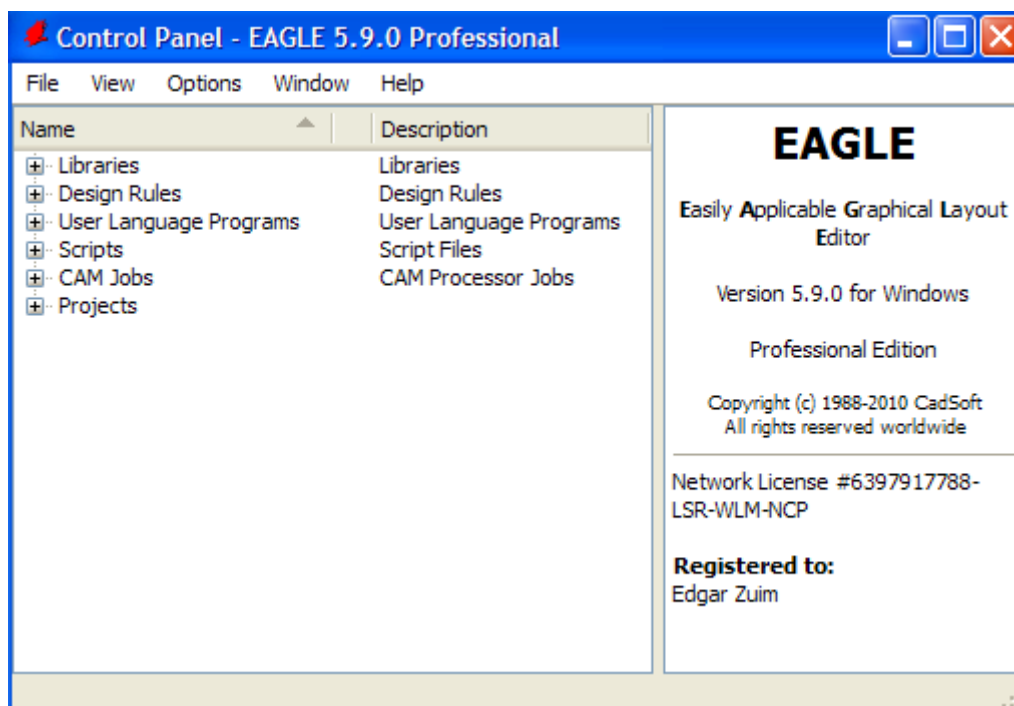 Control Panel - EAGLE 5.9.0 Professional
File View Options Window Help
Name Description
Libraries Libraries
Design Rules Design Rules
User Language Programs User Language Programs
Scripts Script Files
CAM Jobs CAM Processor Jobs
Projects
EAGLE
Easily Applicable Graphical Layout
Editor
Version 5.9.0 for Windows
Professional Edition
Copyright (c) 1988-2010 CadSoft
All rights reserved worldwide
Network License #6397917788-
LSR-WLM-NCP
Registered to:
Edgar Zuim